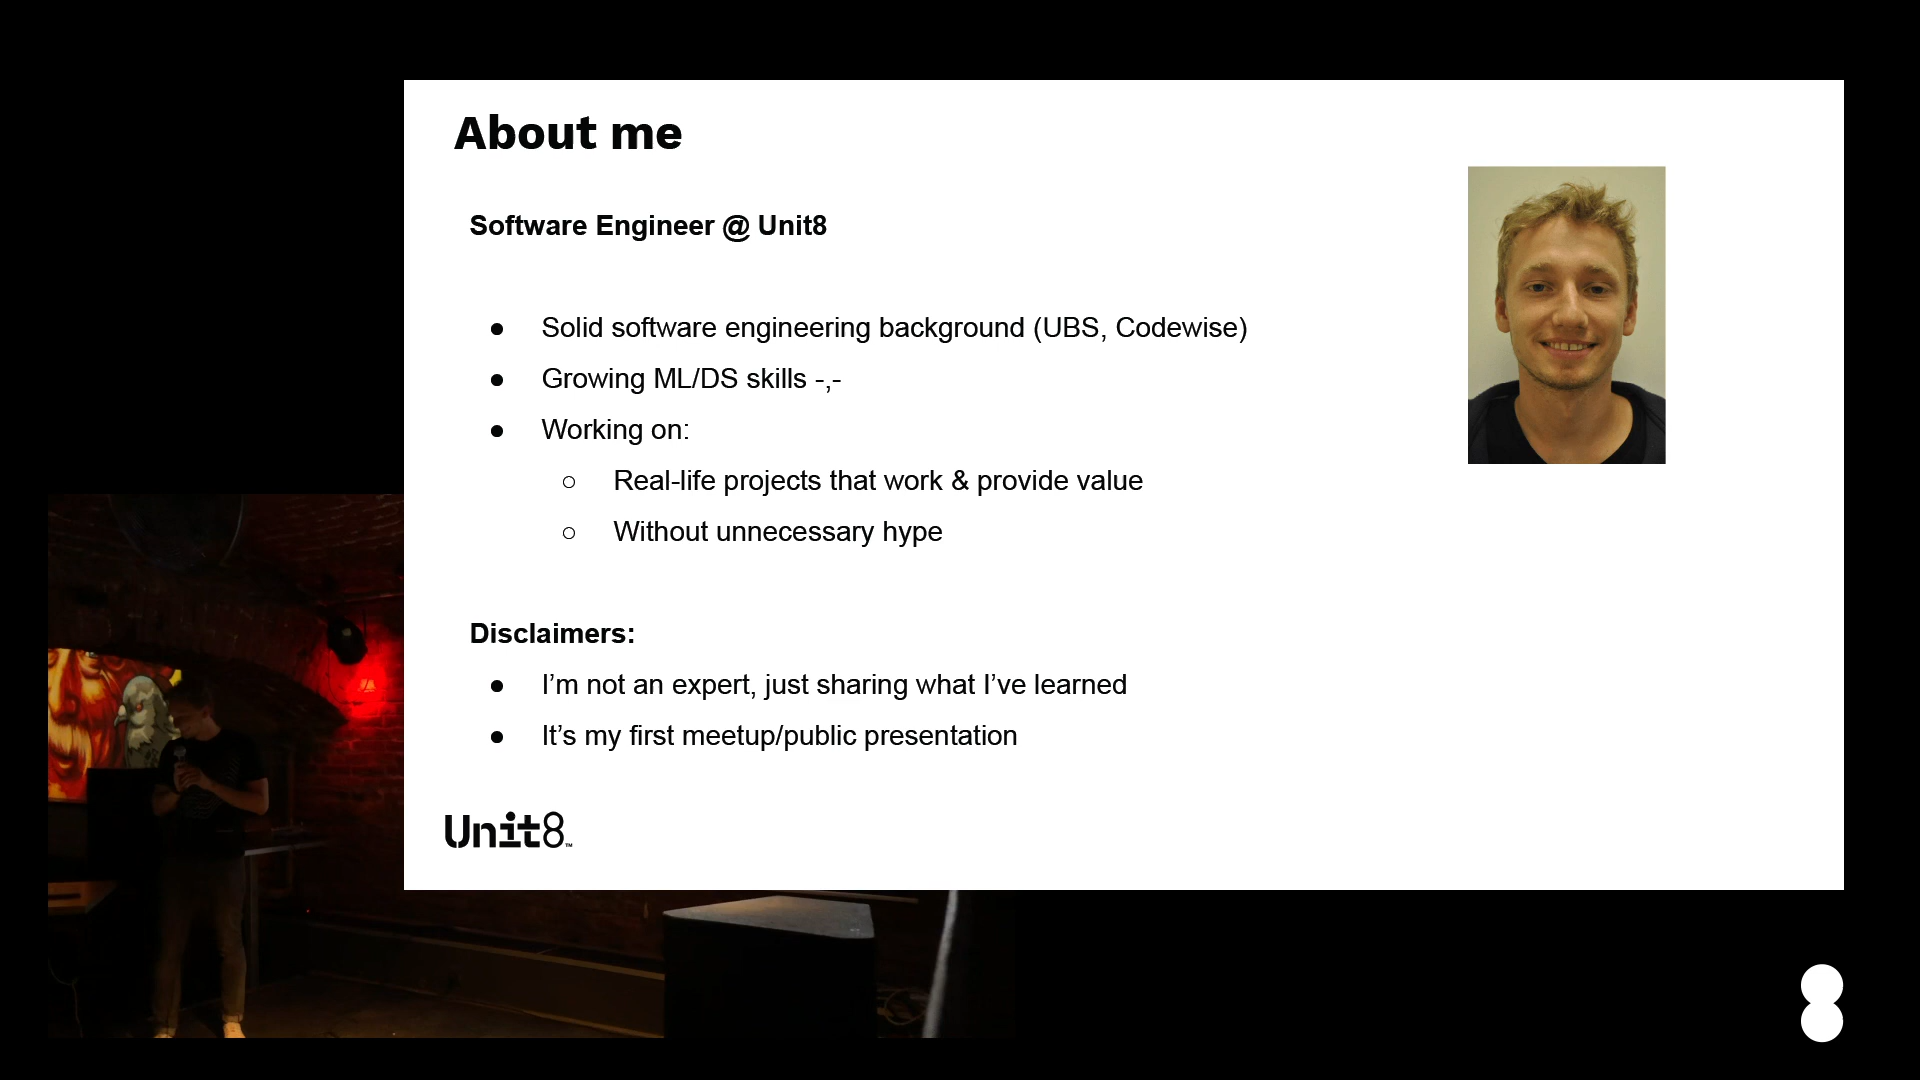 About me
Software Engineer @ Unit8
● Solid software engineering background (UBS, Codewise)
● Growing ML/DS skills -,-
● Working on:
○ Real-life projects that work & provide value
○ Without unnecessary hype
Disclaimers:
● I’m not an expert, just sharing what I’ve learned
● It’s my first meetup/public presentation
Unit8™